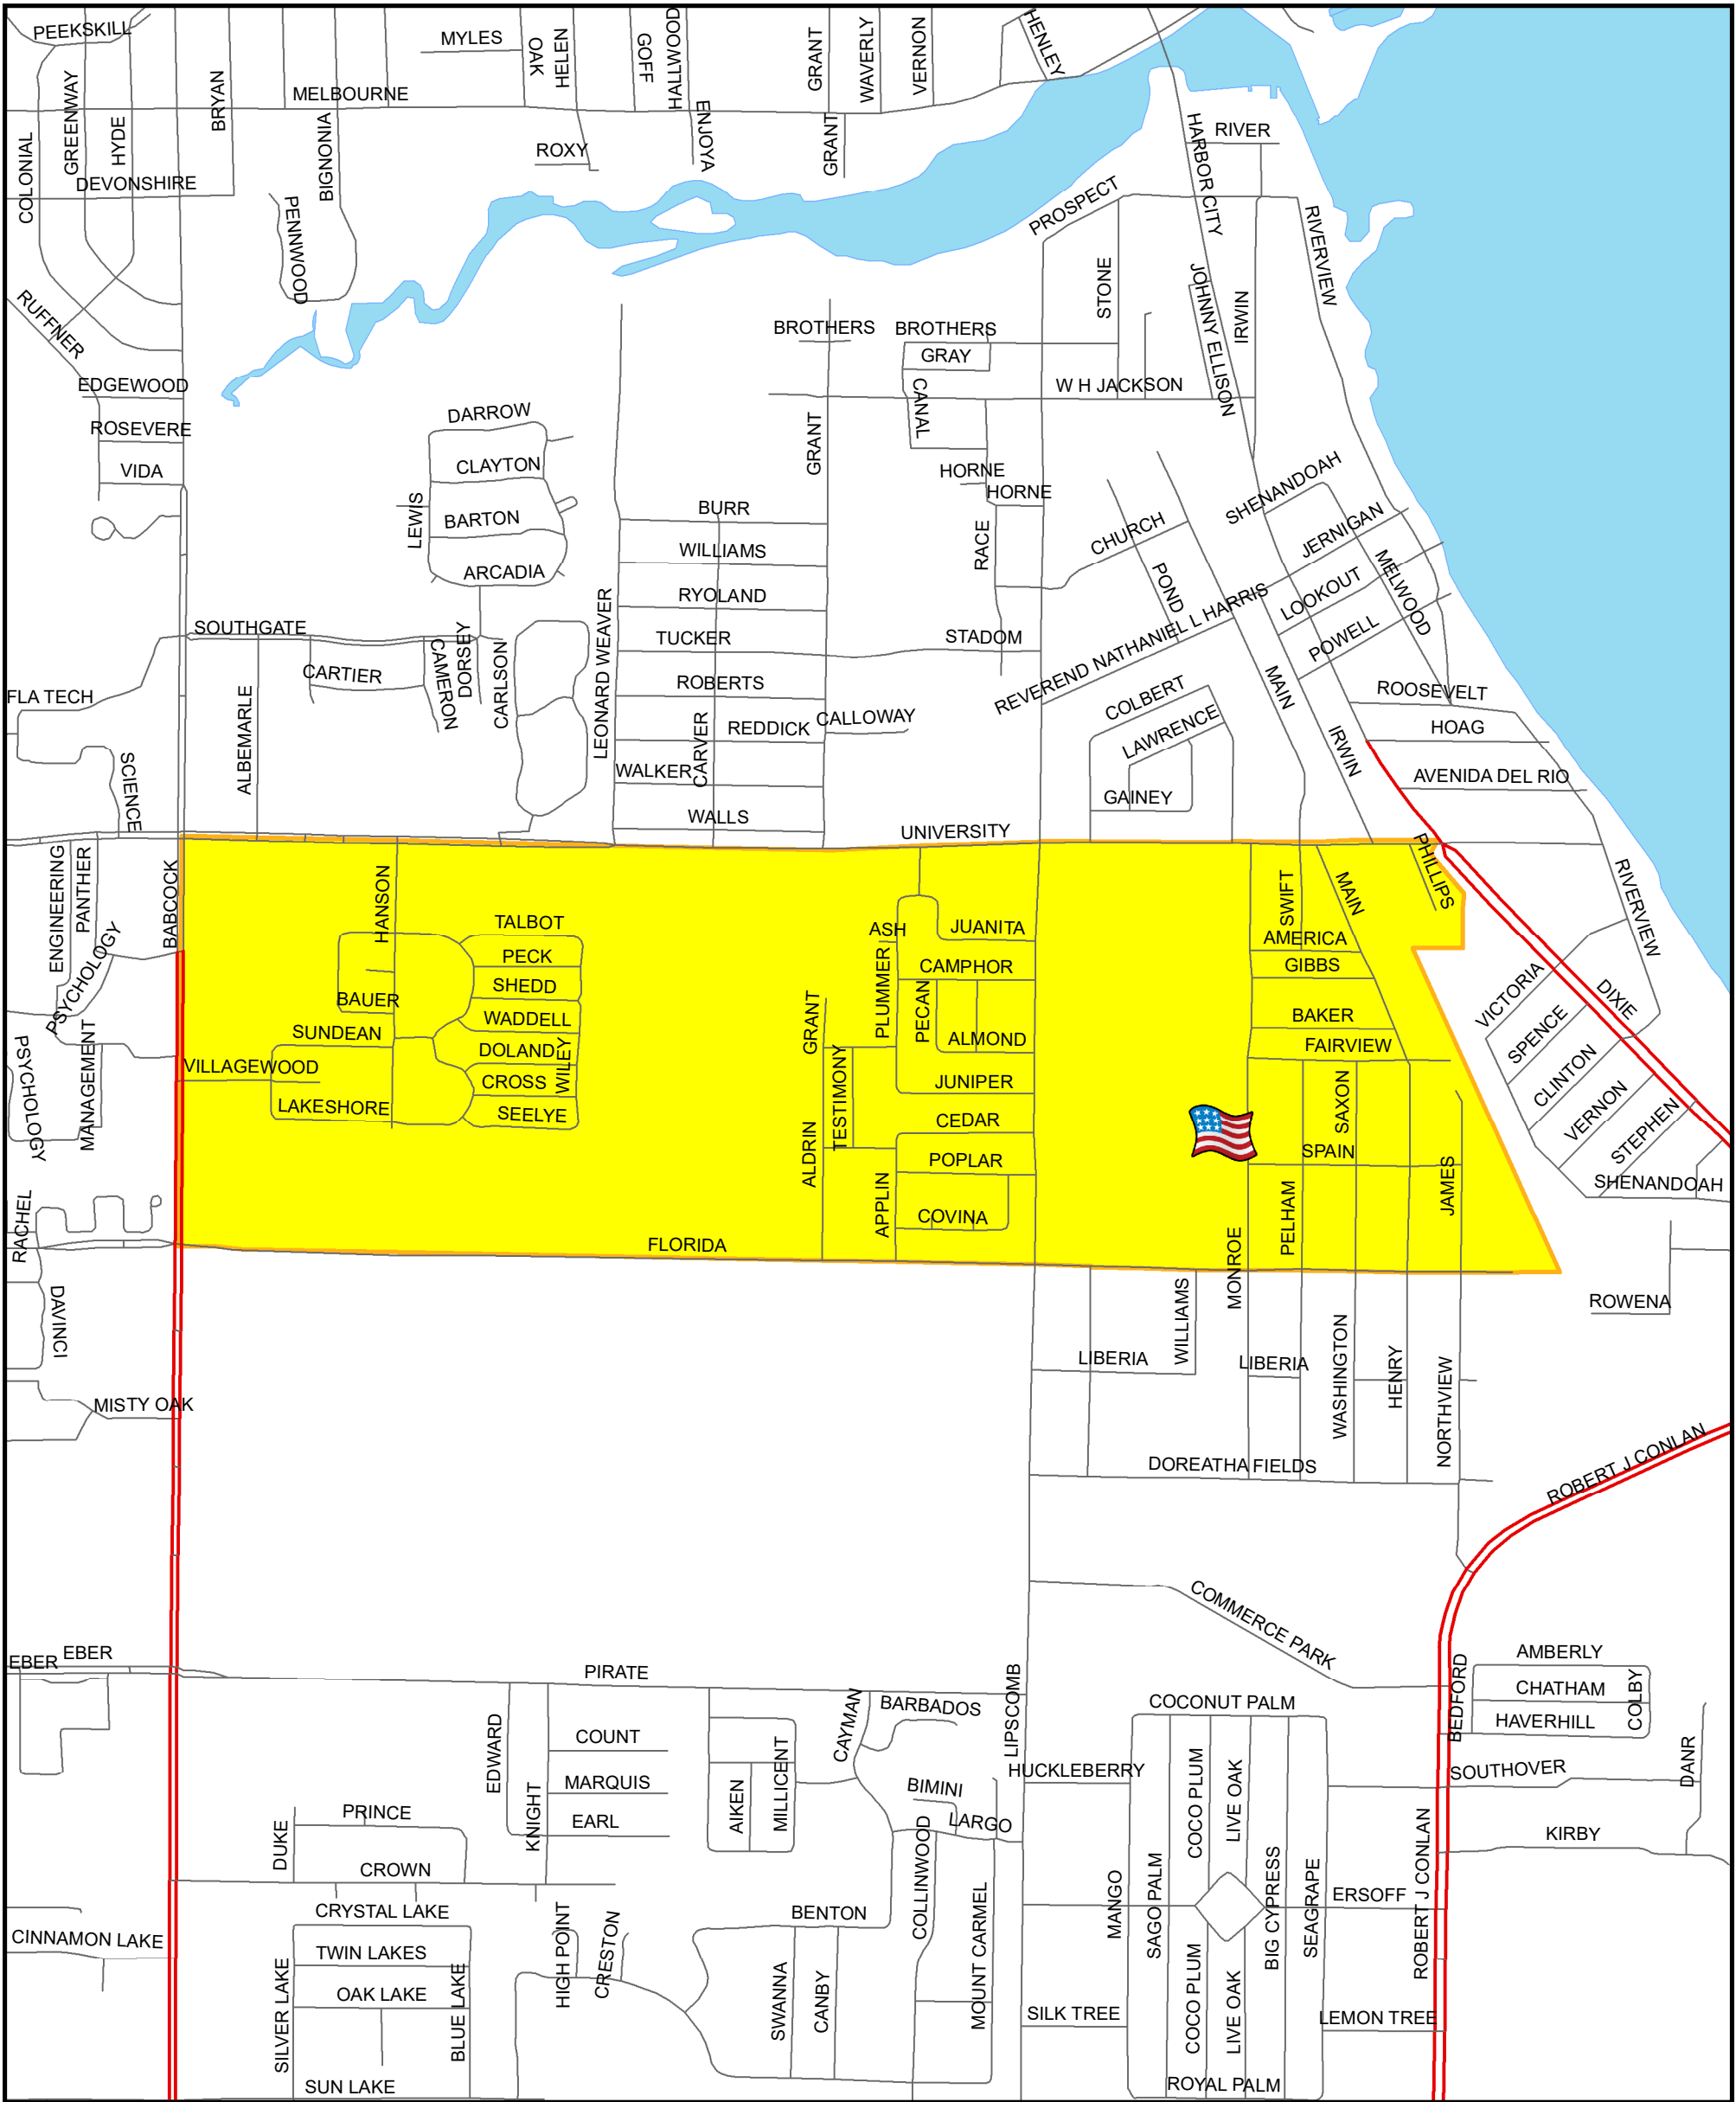 PEEKSKILL
MYLES
OAK
HELEN
GOFF
HALLWOOD
GRANT
WAVERLY
VERNON
HENLEY
GREENWAY
BRYAN
MELBOURNE
COLONIAL
HYDE
BIGNONIA
ROXY
ENJOYA
GRANT
HARBOR CITY
RIVER
DEVONSHIRE
PENNWOOD
PROSPECT
RIVERVIEW
RUFFNER
STONE
JOHNNY ELLISON
IRWIN
BROTHERS
BROTHERS
GRAY
EDGEWOOD
W H JACKSON
CANAL
DARROW
ROSEVERE
GRANT
VIDA
CLAYTON
HORNE
HORNE
SHENANDOAH
LEWIS
BARTON
BURR
RACE
CHURCH
JERNIGAN
WILLIAMS
ARCADIA
POND
MELWOOD
LOOKOUT
RYOLAND
REVEREND NATHANIEL L HARRIS
POWELL
SOUTHGATE
TUCKER
STADOM
LEONARD WEAVER
CARTIER
CAMERON
DORSEY
CARLSON
FLA TECH
ALBEMARLE
ROBERTS
COLBERT
MAIN
ROOSEVELT
REDDICK
CALLOWAY
LAWRENCE
HOAG
CARVER
IRWIN
SCIENCE
WALKER
GAINEY
AVENIDA DEL RIO
WALLS
UNIVERSITY
ENGINEERING
PANTHER
BABCOCK
HANSON
SWIFT
MAIN
PHILLIPS
RIVERVIEW
TALBOT
ASH
JUANITA
AMERICA
PECK
CAMPHOR
GIBBS
PSYCHOLOGY
SHEDD
PLUMMER
PECAN
VICTORIA
DIXIE
BAUER
GRANT
WADDELL
BAKER
SPENCE
SUNDEAN
ALMOND
FAIRVIEW
DOLAND
WILLEY
VILLAGEWOOD
CROSS
JUNIPER
CLINTON
PSYCHOLOGY
MANAGEMENT
TESTIMONY
SAXON
LAKESHORE
SEELYE
CEDAR
VERNON
STEPHEN
ALDRIN
POPLAR
SPAIN
SHENANDOAH
APPLIN
COVINA
PELHAM
JAMES
RACHEL
FLORIDA
MONROE
DAVINCI
WILLIAMS
ROWENA
LIBERIA
LIBERIA
WASHINGTON
HENRY
NORTHVIEW
MISTY OAK
DOREATHA FIELDS
ROBERT J CONLAN
COMMERCE PARK
EBER
EBER
PIRATE
LIPSCOMB
AMBERLY
BEDFORD
CHATHAM
COLBY
HAVERHILL
COCONUT PALM
CAYMAN
BARBADOS
EDWARD
COUNT
MILLICENT
HUCKLEBERRY
COCO PLUM
LIVE OAK
SOUTHOVER
DANR
MARQUIS
AIKEN
BIMINI
KNIGHT
EARL
LARGO
PRINCE
DUKE
KIRBY
CROWN
COLLINWOOD
MANGO
SAGO PALM
BIG CYPRESS
SEAGRAPE
ERSOFF
ROBERT J CONLAN
CRYSTAL LAKE
BENTON
MOUNT CARMEL
CINNAMON LAKE
TWIN LAKES
HIGH POINT
CRESTON
OAK LAKE
SILVER LAKE
BLUE LAKE
SWANNA
CANBY
SILK TREE
COCO PLUM
LIVE OAK
LEMON TREE
SUN LAKE
ROYAL PALM